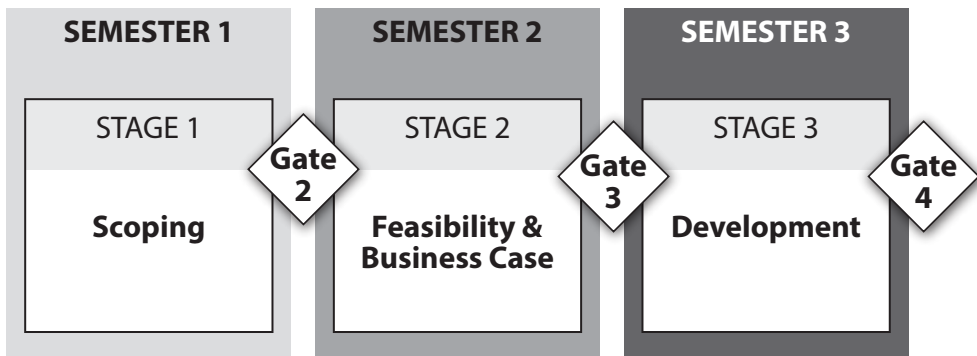 SEMESTER 1
SEMESTER 2
SEMESTER 3
STAGE 1
STAGE 2
STAGE 3
Gate
2
Gate
3
Gate
4
Scoping
Feasibility &
Business Case
Development